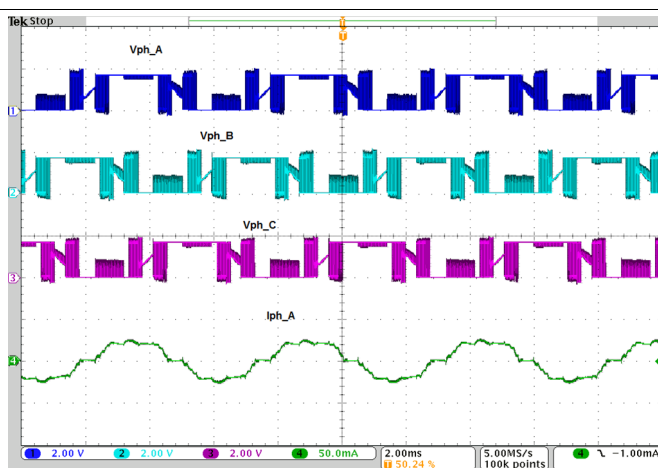 Tek Stop
T
T
Vph_A
1
Vph_B
2
Vph_C
3
Iph_A
4
1 2.00 V 2 2.00 V 3 2.00 V 4 50.0mA 2.00ms 5.00MS/s 4 ∖ −1.00mA
T 50.24 % 100k points